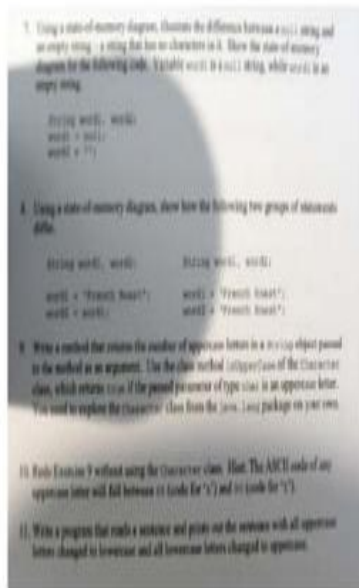 7. Using a state-of-memory diagram, illustrate the difference between a null string and
an empty string—a string that has no characters in it. Show the state-of-memory
diagram for the following code. Variable word1 is a null string, while word2 is an
empty string.
String word1, word2;
word1 = null;
word2 = "";
8. Using a state-of-memory diagram, show how the following two groups of statements
differ.
String word1, word2; String word1, word2;
word1 = "French Roast"; word1 = "French Roast";
word2 = word1; word2 = "French Roast";
9. Write a method that returns the number of uppercase letters in a String object passed
to the method as an argument. Use the class method isUpperCase of the Character
class, which returns true if the passed parameter of type char is an uppercase letter.
You need to explore the Character class from the java.lang package on your own.
10. Redo Exercise 9 without using the Character class. Hint: The ASCII code of any
uppercase letter will fall between (code for and (code for
11. Write a program that reads a sentence and prints out the sentence with all uppercase
letters changed to lowercase and all lowercase letters changed to uppercase.